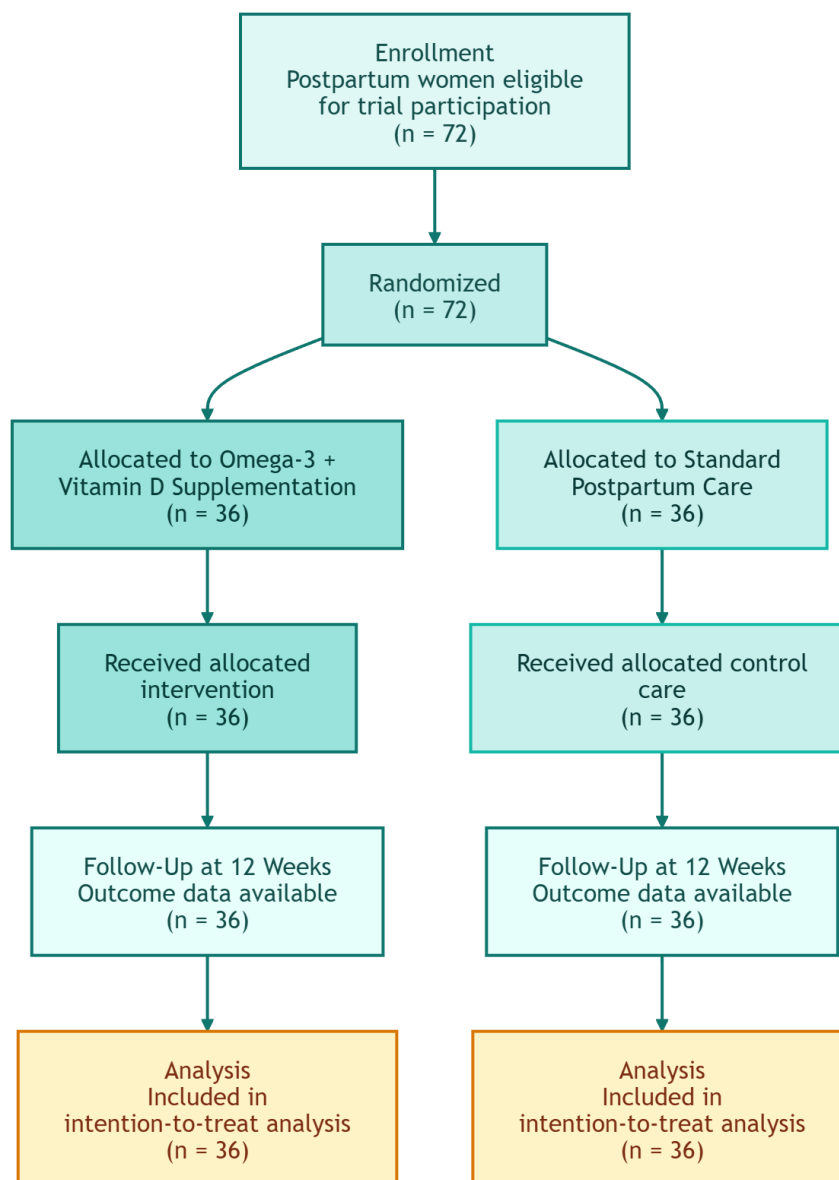 Enrollment
Postpartum women eligible
for trial participation
(n = 72)
Randomized
(n = 72)
Allocated to Omega-3 +
Vitamin D Supplementation
(n = 36)
Allocated to Standard
Postpartum Care
(n = 36)
Received allocated
intervention
(n = 36)
Received allocated control
care
(n = 36)
Follow-Up at 12 Weeks
Outcome data available
(n = 36)
Follow-Up at 12 Weeks
Outcome data available
(n = 36)
Analysis
Included in
intention-to-treat analysis
(n = 36)
Analysis
Included in
intention-to-treat analysis
(n = 36)